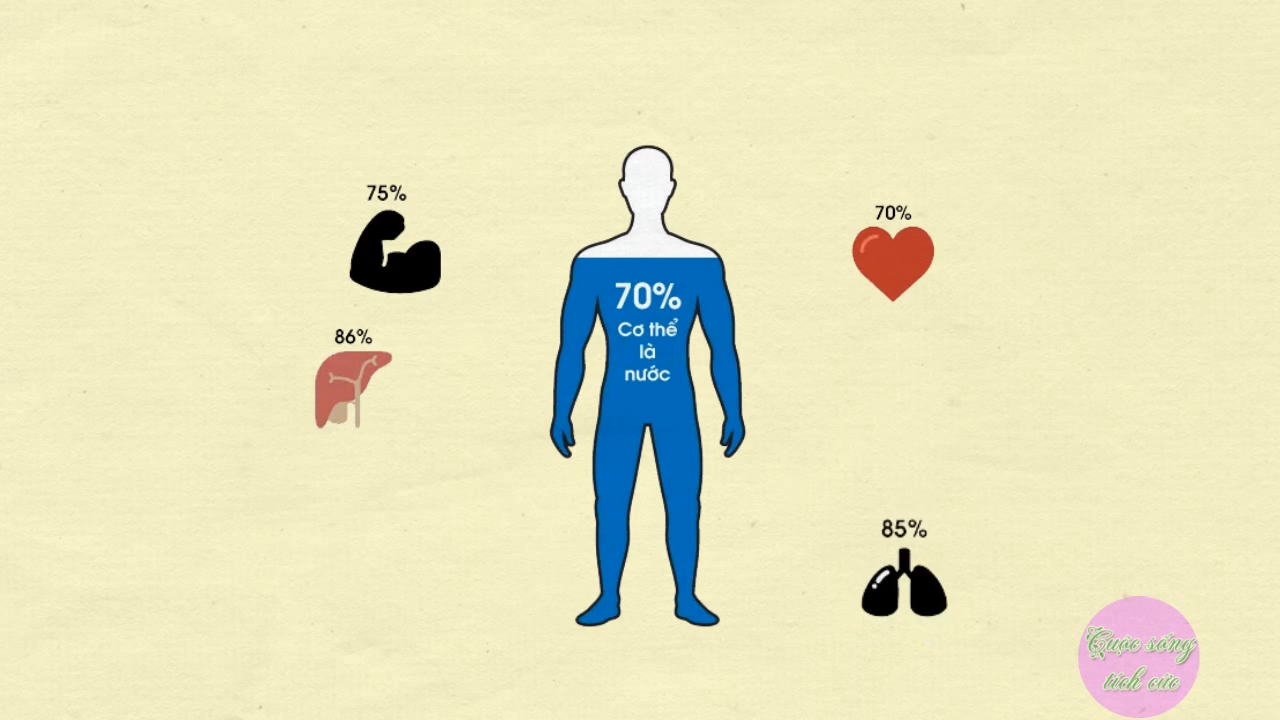 75%
70%
86%
70%
Cơ thể
là
nước
85%
Cuộc sống
tích cực